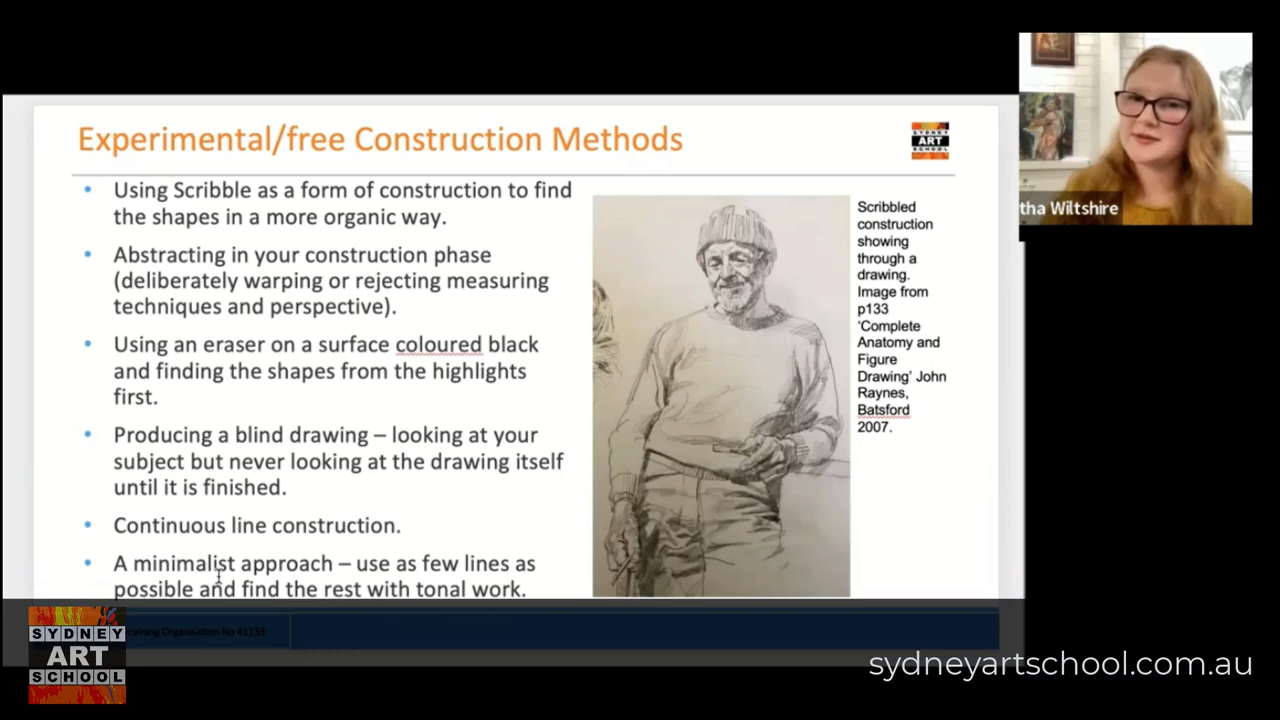 Experimental/free Construction Methods
SYDNEY
ART
SCHOOL
• Using Scribble as a form of construction to find
the shapes in a more organic way.
• Abstracting in your construction phase
(deliberately warping or rejecting measuring
techniques and perspective).
• Using an eraser on a surface coloured black
and finding the shapes from the highlights
first.
• Producing a blind drawing – looking at your
subject but never looking at the drawing itself
until it is finished.
• Continuous line construction.
• A minimalist approach – use as few lines as
possible and find the rest with tonal work.
Scribbled
construction
showing
through a
drawing.
Image from
p133
‘Complete
Anatomy and
Figure
Drawing’ John
Raynes,
Batsford
2007.
tha Wiltshire
Training Organisation No 41133
SYDNEY
ART
SCHOOL
sydneyartschool.com.au